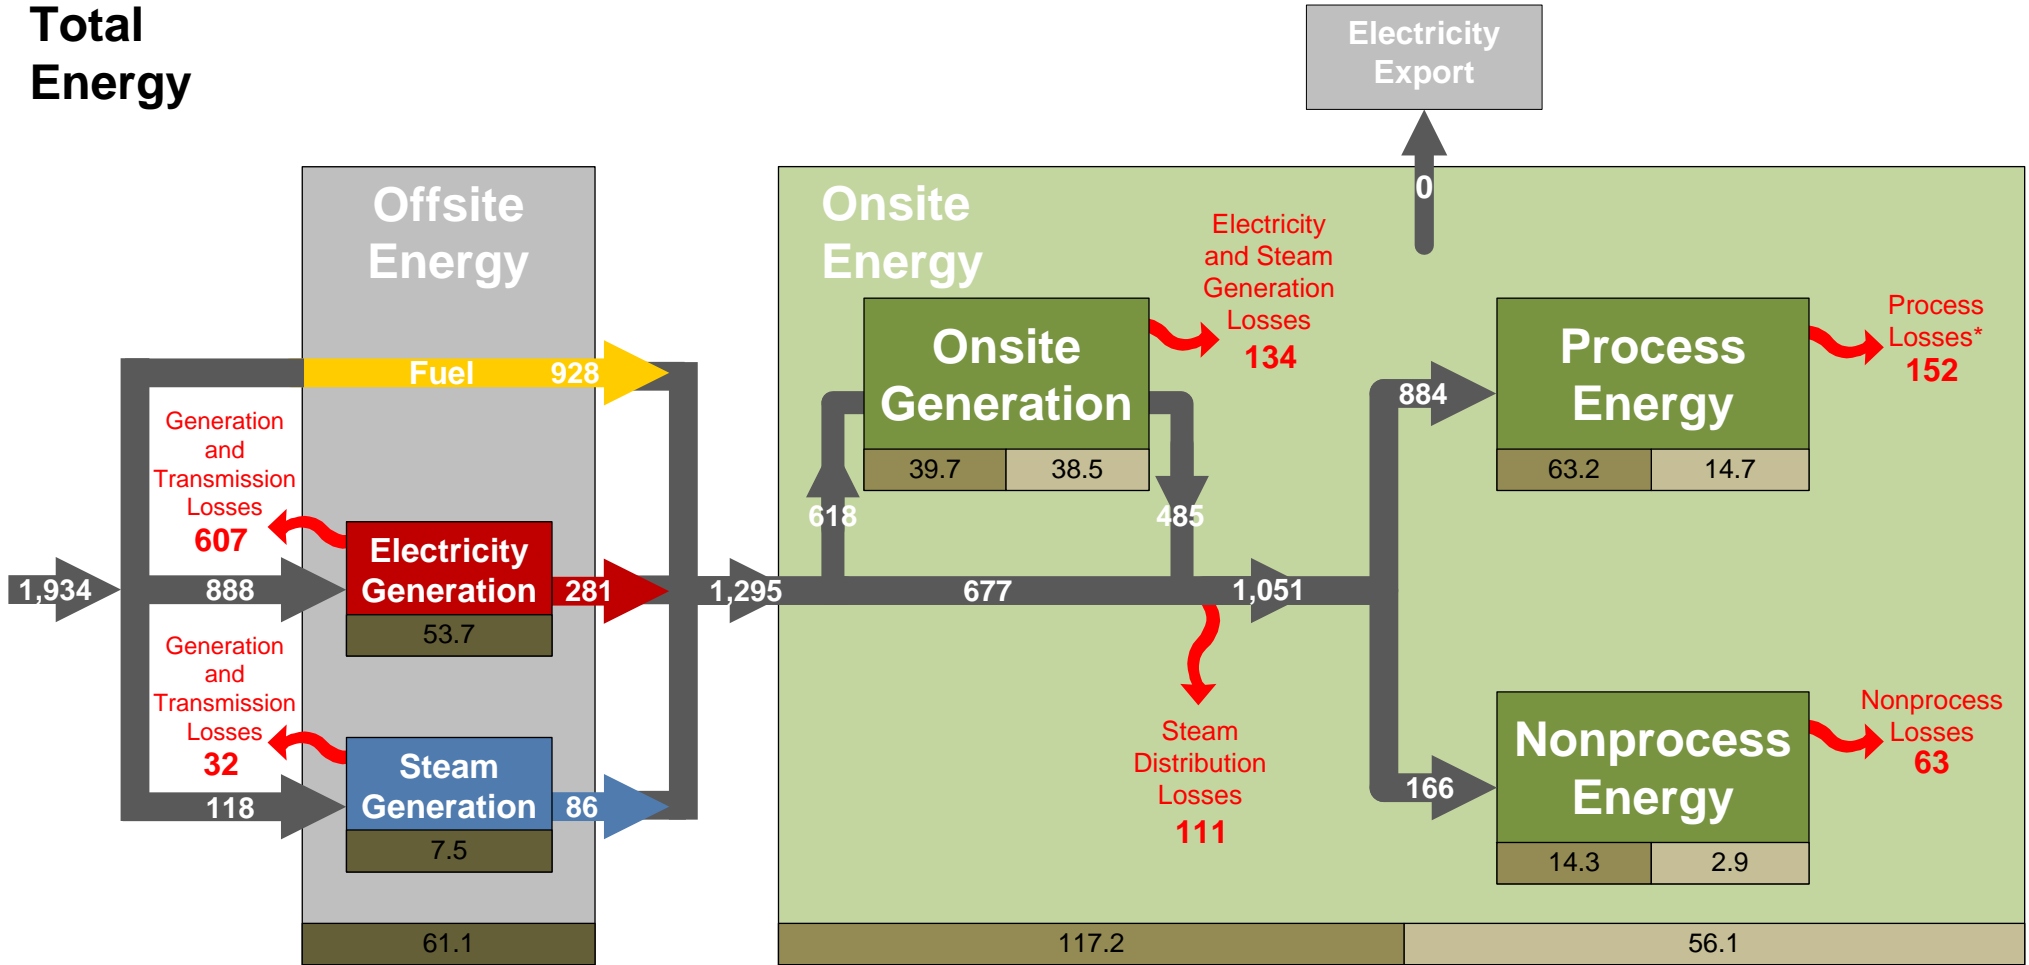 Total
Energy
Electricity
Export
0
Offsite
Energy
Fuel 928
Generation
and
Transmission
Losses
607
1,934
888
Electricity
Generation
281
53.7
Generation
and
Transmission
Losses
32
118
Steam
Generation
86
7.5
61.1
1,295
Onsite
Energy
Onsite
Generation
39.7 38.5
618
485
Electricity
and Steam
Generation
Losses
134
677
1,051
Steam
Distribution
Losses
111
884
Process
Energy
63.2 14.7
Process
Losses*
152
166
Nonprocess
Energy
14.3 2.9
Nonprocess
Losses
63
117.2 56.1